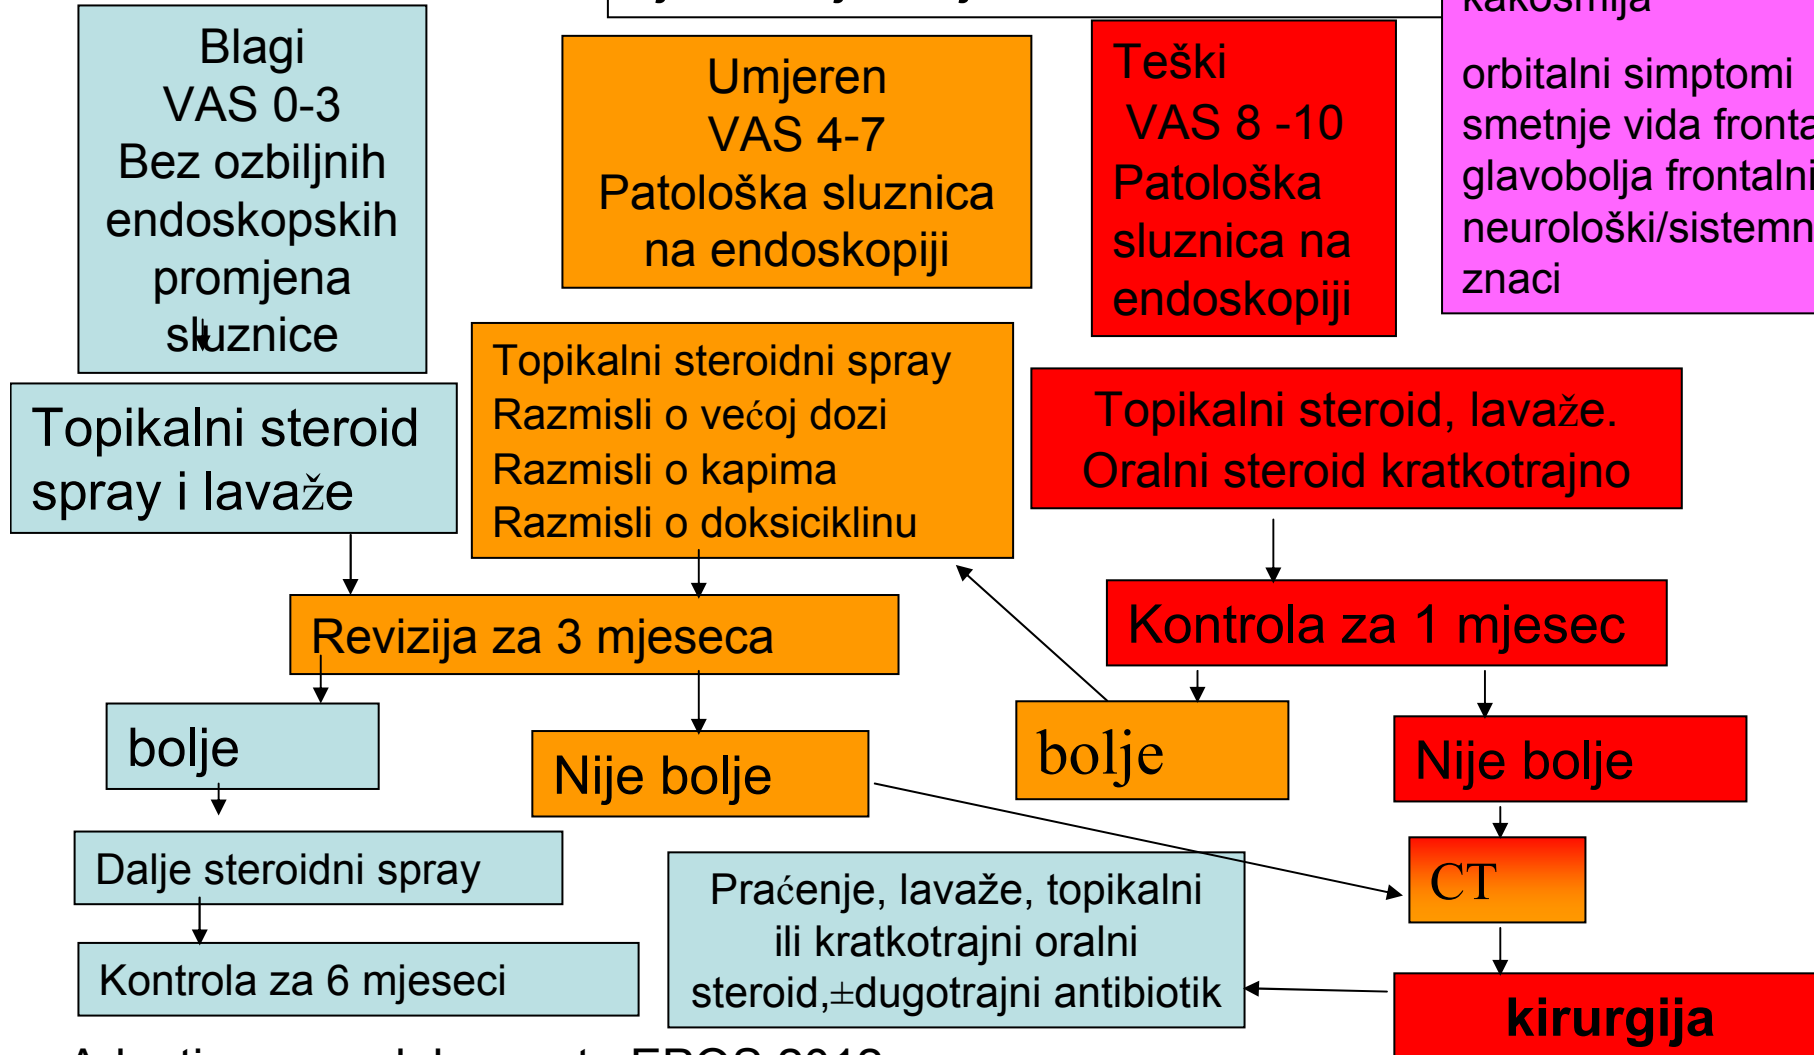 kakosmija
Blagi
VAS 0-3
Bez ozbiljnih
endoskopskih
promjena
sluznice
Umjeren
VAS 4-7
Patološka sluznica
na endoskopiji
Teški
VAS 8 -10
Patološka
sluznica na
endoskopiji
orbitalni simptomi
smetnje vida
glavobolja frontalni
neurološki/sistemn
znaci
Topikalni steroid
spray i lavaže
Topikalni steroidni spray
Razmisli o većoj dozi
Razmisli o kapima
Razmisli o doksiciklinu
Topikalni steroid, lavaže.
Oralni steroid kratkotrajno
Revizija za 3 mjeseca
Kontrola za 1 mjesec
bolje
Nije bolje
bolje
Nije bolje
Dalje steroidni spray
Kontrola za 6 mjeseci
Praćenje, lavaže, topikalni
ili kratkotrajni oralni
steroid,±dugotrajni antibiotik
CT
kirurgija
EPOS 2012